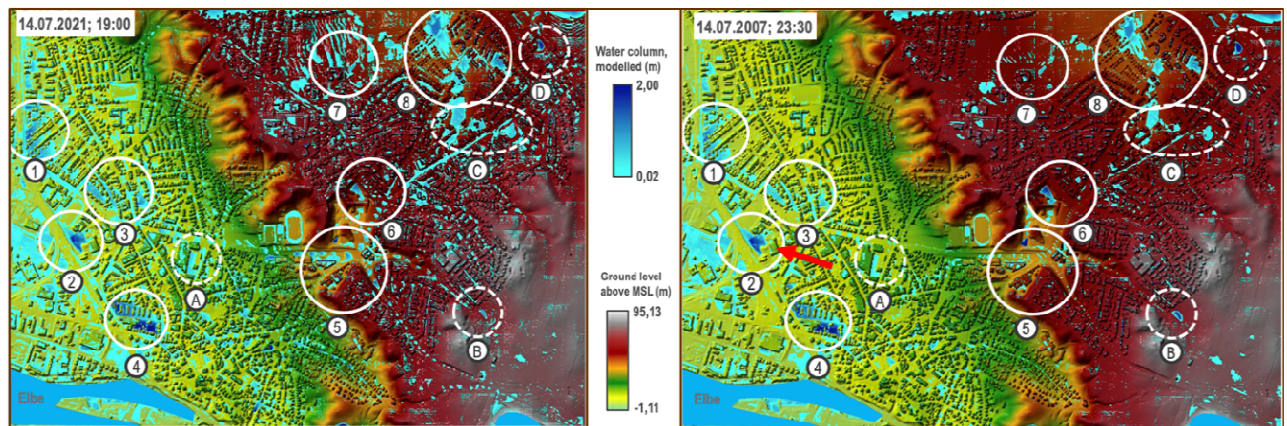 14.07.2021; 19:00
1
2
3
4
5
6
7
8
A
B
C
D
Elbe
Water column,
modelled (m)
2,00
0,02
Ground level
above MSL (m)
95,13
-1,11
14.07.2007; 23:30
1
2
3
4
5
6
7
8
A
B
C
D
Elbe